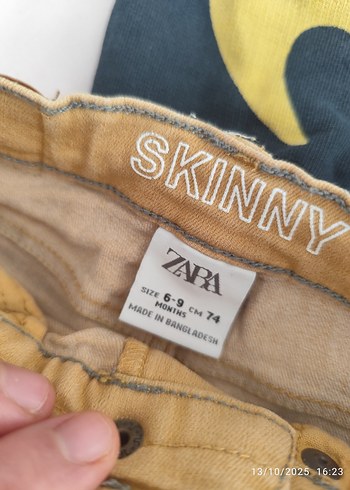 SKINNY
ZARA
SIZE 6-9 CM 74
MONTHS
MADE IN BANGLADESH
13/10/2025, 16:23